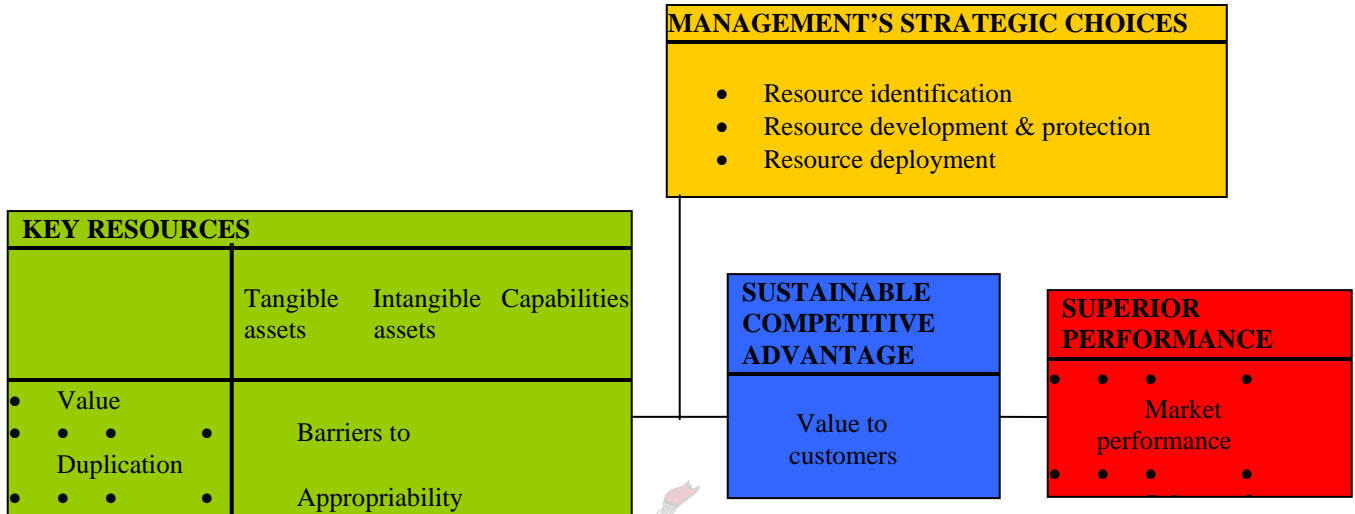 MANAGEMENT’S STRATEGIC CHOICES
• Resource identification
• Resource development & protection
• Resource deployment
KEY RESOURCES
Tangible Intangible Capabilities
assets assets
• Value
• • • • Barriers to
Duplication
• • • • Appropriability
SUSTAINABLE
COMPETITIVE
ADVANTAGE
Value to
customers
SUPERIOR
PERFORMANCE
• • • •
Market
performance
• • • •